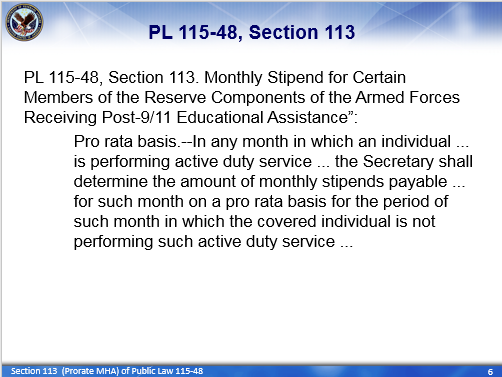 PL 115-48, Section 113
PL 115-48, Section 113. Monthly Stipend for Certain
Members of the Reserve Components of the Armed Forces
Receiving Post-9/11 Educational Assistance”:
Pro rata basis.--In any month in which an individual ...
is performing active duty service ... the Secretary shall
determine the amount of monthly stipends payable ...
for such month on a pro rata basis for the period of
such month in which the covered individual is not
performing such active duty service ...
Section 113 (Prorate MHA) of Public Law 115-48
6